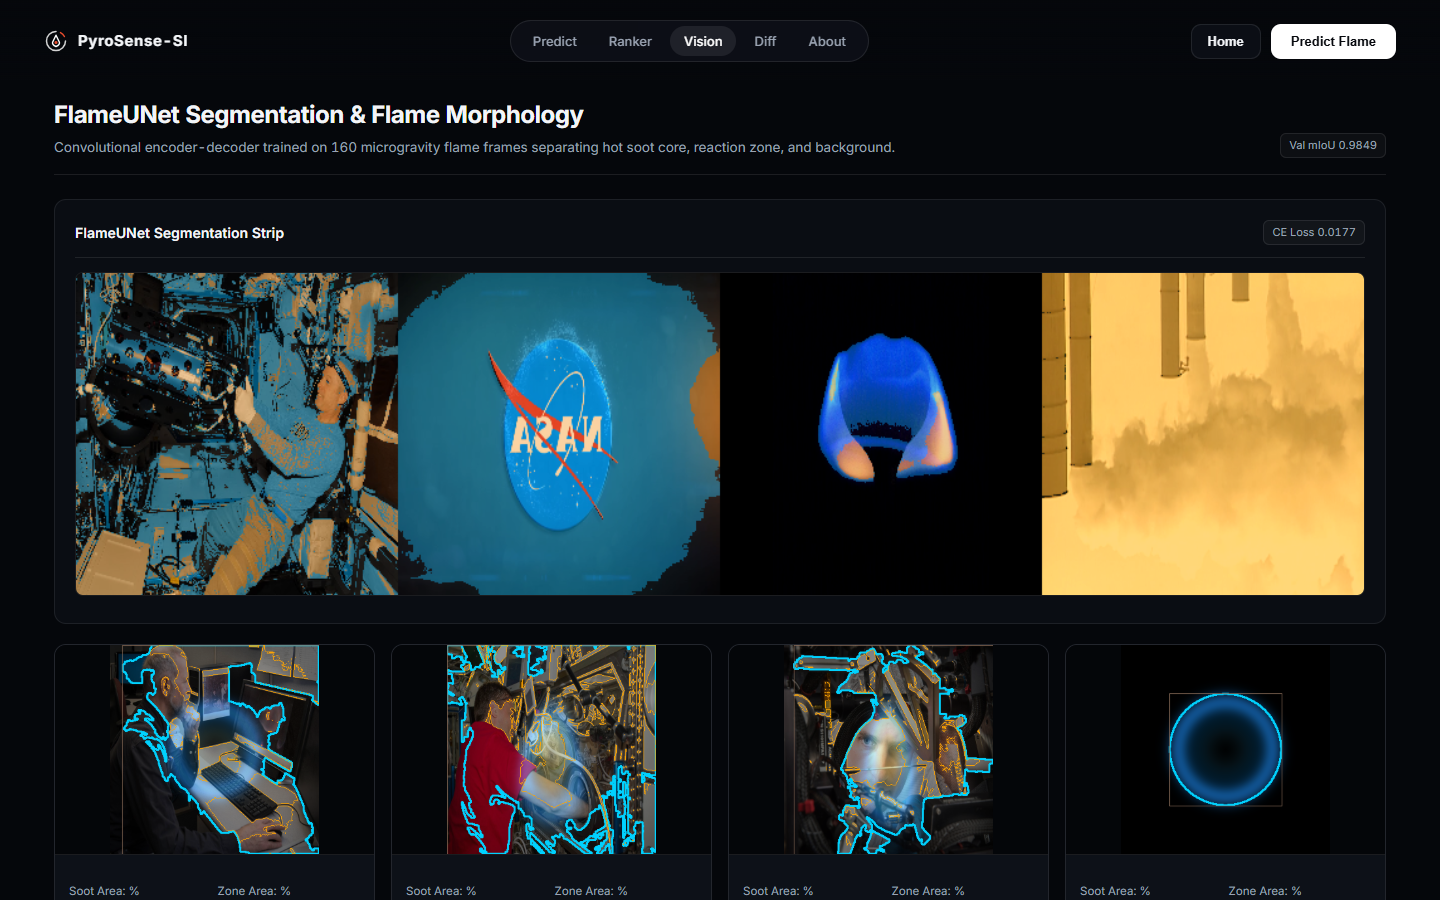 PyroSense-SI
Predict Ranker Vision Diff About
Home Predict Flame
FlameUNet Segmentation & Flame Morphology
Convolutional encoder-decoder trained on 160 microgravity flame frames separating hot soot core, reaction zone, and background.
Val mIoU 0.9849
FlameUNet Segmentation Strip
CE Loss 0.0177
NASA
Soot Area: % Zone Area: %
Soot Area: % Zone Area: %
Soot Area: % Zone Area: %
Soot Area: % Zone Area: %